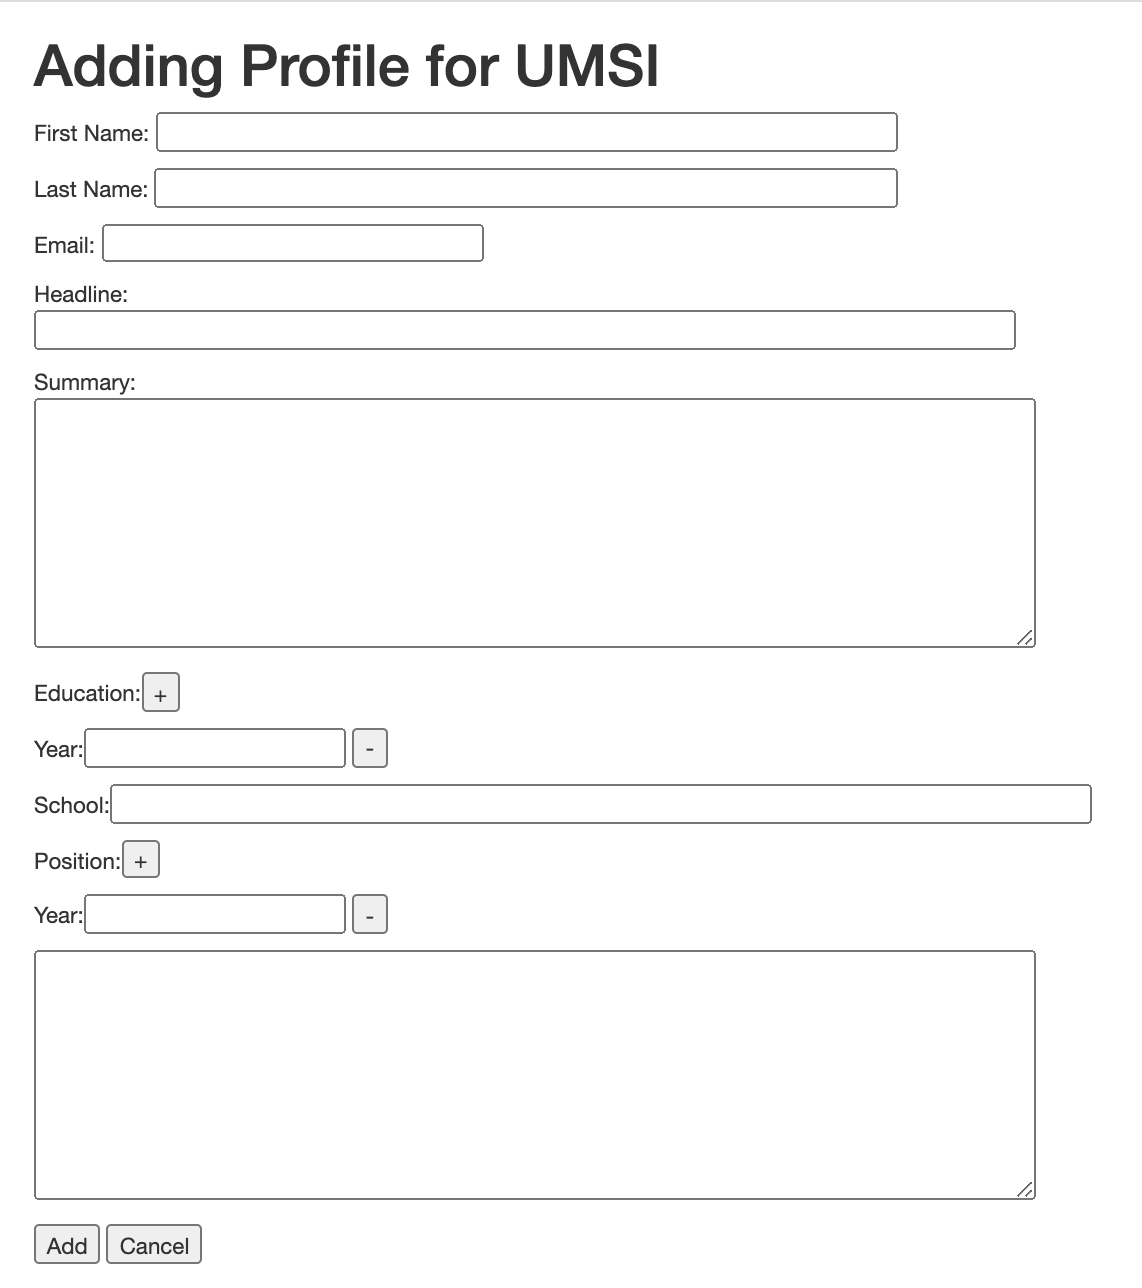 Adding Profile for UMSI
First Name:
Last Name:
Email:
Headline:
Summary:
Education: +
Year: -
School:
Position: +
Year: -
Add Cancel